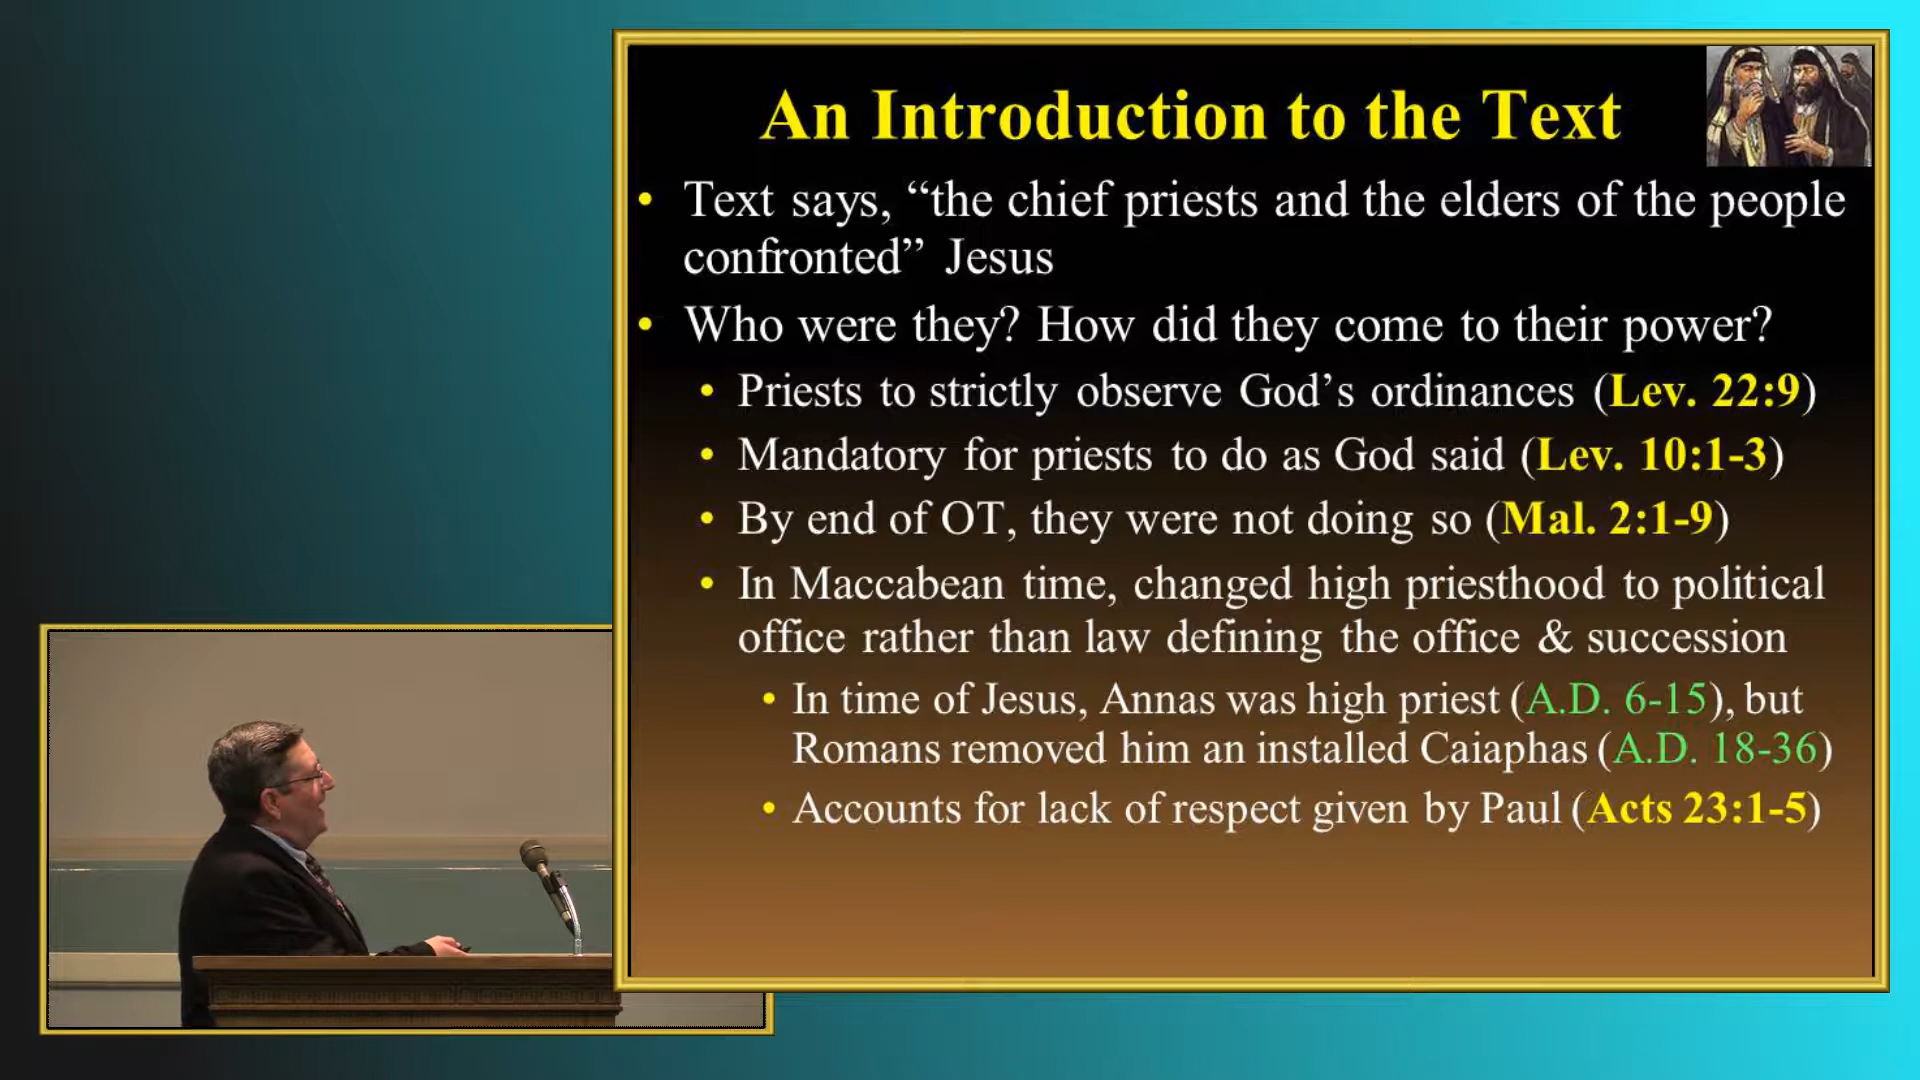 An Introduction to the Text
• Text says, “the chief priests and the elders of the people
confronted” Jesus
• Who were they? How did they come to their power?
• Priests to strictly observe God’s ordinances (Lev. 22:9)
• Mandatory for priests to do as God said (Lev. 10:1-3)
• By end of OT, they were not doing so (Mal. 2:1-9)
• In Maccabean time, changed high priesthood to political
office rather than law defining the office & succession
• In time of Jesus, Annas was high priest (A.D. 6-15), but
Romans removed him an installed Caiaphas (A.D. 18-36)
• Accounts for lack of respect given by Paul (Acts 23:1-5)